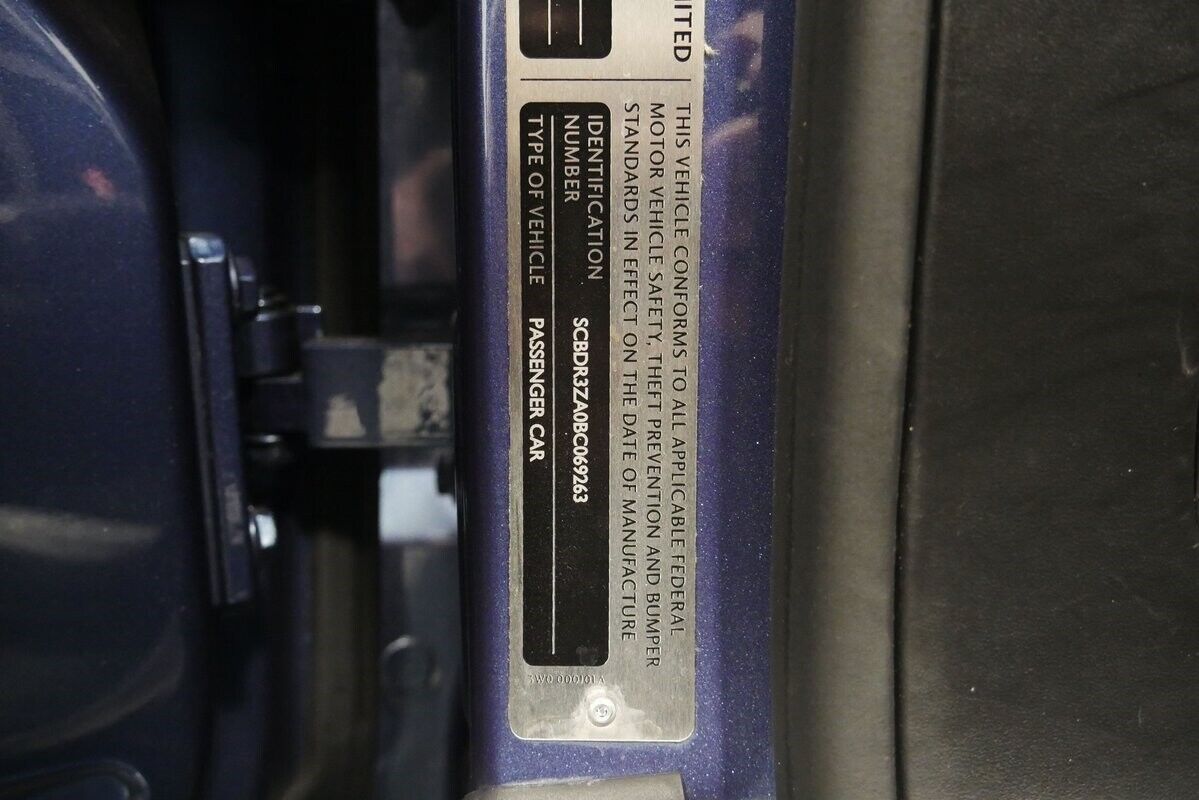 ITED
THIS VEHICLE CONFORMS TO ALL APPLICABLE FEDERAL
MOTOR VEHICLE SAFETY, THEFT PREVENTION AND BUMPER
STANDARDS IN EFFECT ON THE DATE OF MANUFACTURE
IDENTIFICATION
NUMBER SCBDR3ZA0BC069263
TYPE OF VEHICLE PASSENGER CAR
3W0 000101A